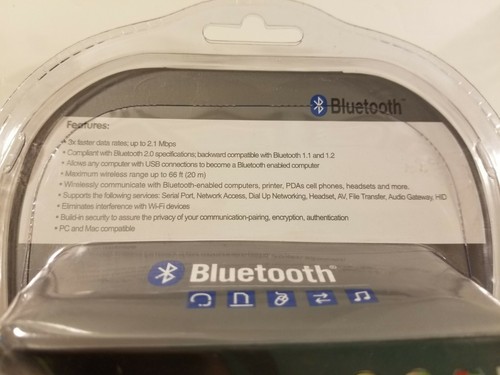 Bluetooth™
Features:
• 3x faster data rates; up to 2.1 Mbps
• Compliant with Bluetooth 2.0 specifications; backward compatible with Bluetooth 1.1 and 1.2
• Allows any computer with USB connections to become a Bluetooth enabled computer
• Maximum wireless range up to 66 ft (20 m)
• Wirelessly communicate with Bluetooth-enabled computers, printer, PDAs cell phones, headsets and more.
• Supports the following services: Serial Port, Network Access, Dial Up Networking, Headset, AV, File Transfer, Audio Gateway, HID
• Eliminates interference with Wi-Fi devices
• Build-in security to assure the privacy of your communication-pairing, encryption, authentication
• PC and Mac compatible
Bluetooth™